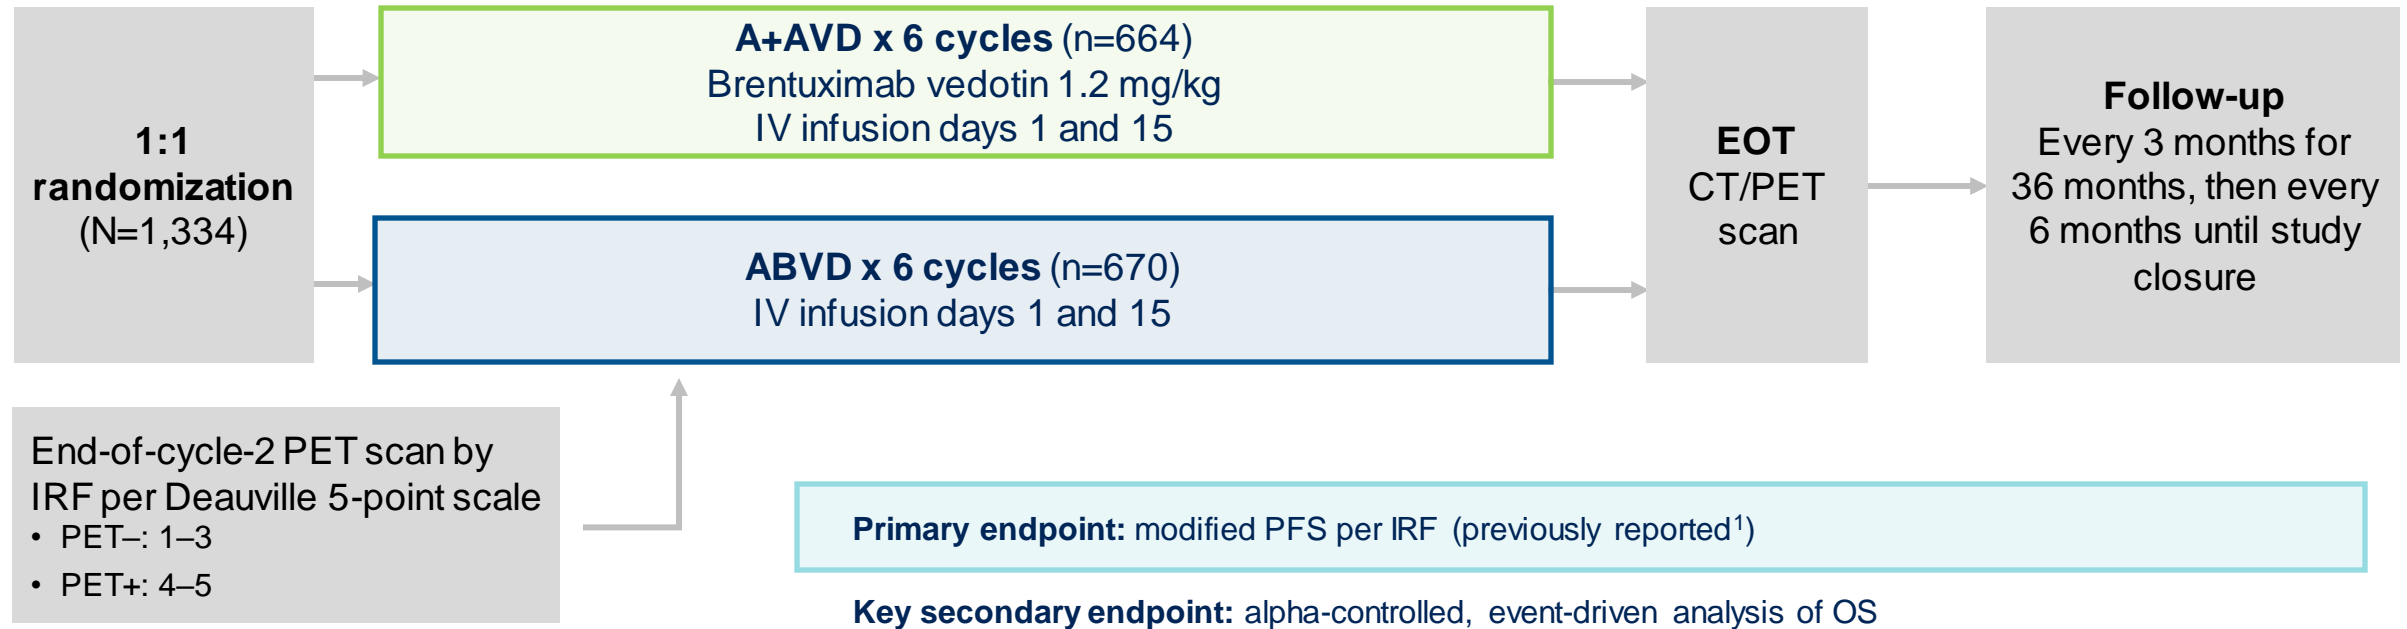 1:1
randomization
(N=1,334)
A+AVD x 6 cycles (n=664)
Brentuximab vedotin 1.2 mg/kg
IV infusion days 1 and 15
ABVD x 6 cycles (n=670)
IV infusion days 1 and 15
EOT
CT/PET
scan
Follow-up
Every 3 months for
36 months, then every
6 months until study
closure
End-of-cycle-2 PET scan by
IRF per Deauville 5-point scale
• PET–: 1–3
• PET+: 4–5
Primary endpoint: modified PFS per IRF (previously reported¹)
Key secondary endpoint: alpha-controlled, event-driven analysis of OS